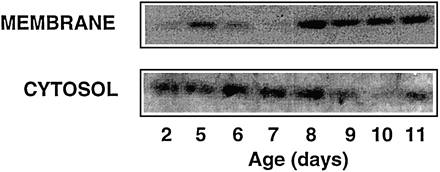 MEMBRANE
CYTOSOL
2 5 6 7 8 9 10 11
Age (days)